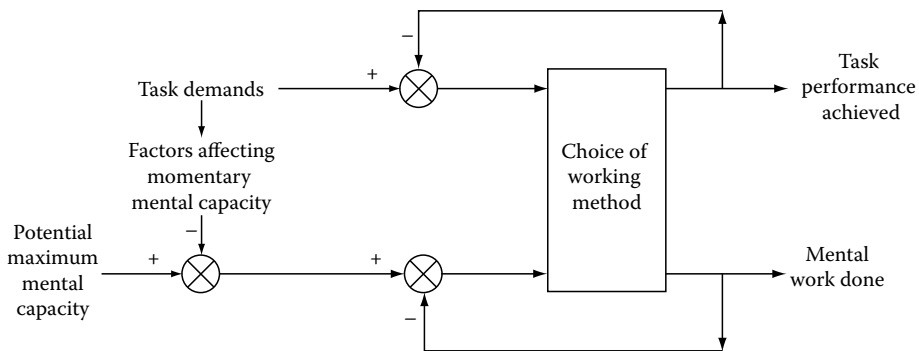 −
+
Task demands
Task
performance
achieved
Factors affecting
momentary
mental capacity
Choice of
working
method
−
Potential
maximum
mental
capacity
+
+
Mental
work done
−